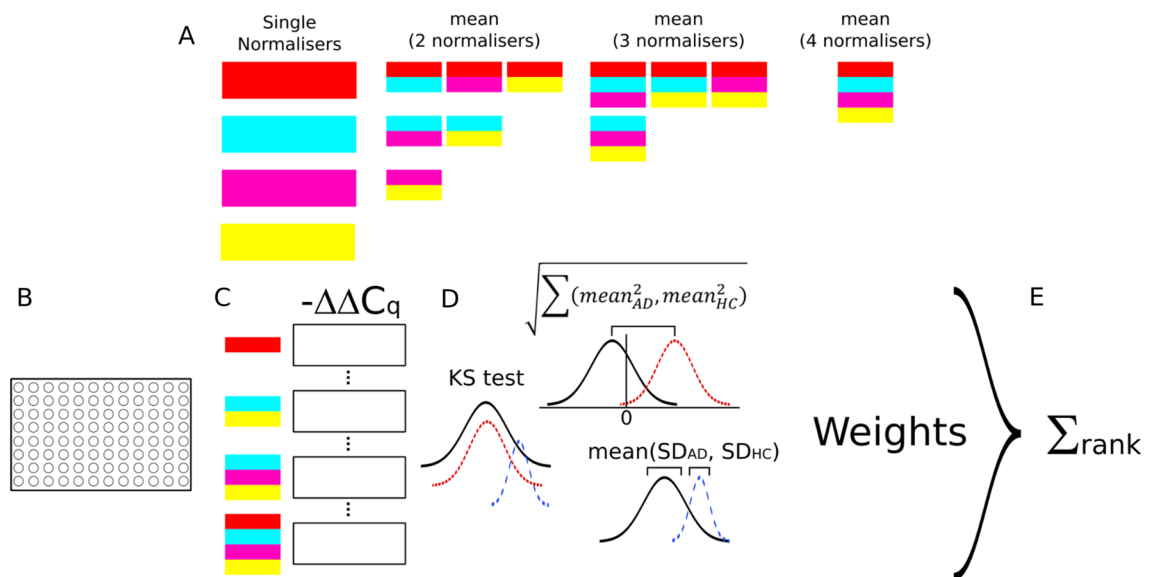 A
Single
Normalisers
mean
(2 normalisers)
mean
(3 normalisers)
mean
(4 normalisers)
B
C
-ΔΔCq
D
√∑(mean²AD, mean²HC)
KS test
0
mean(SDAD, SDHC)
Weights
E
Σrank